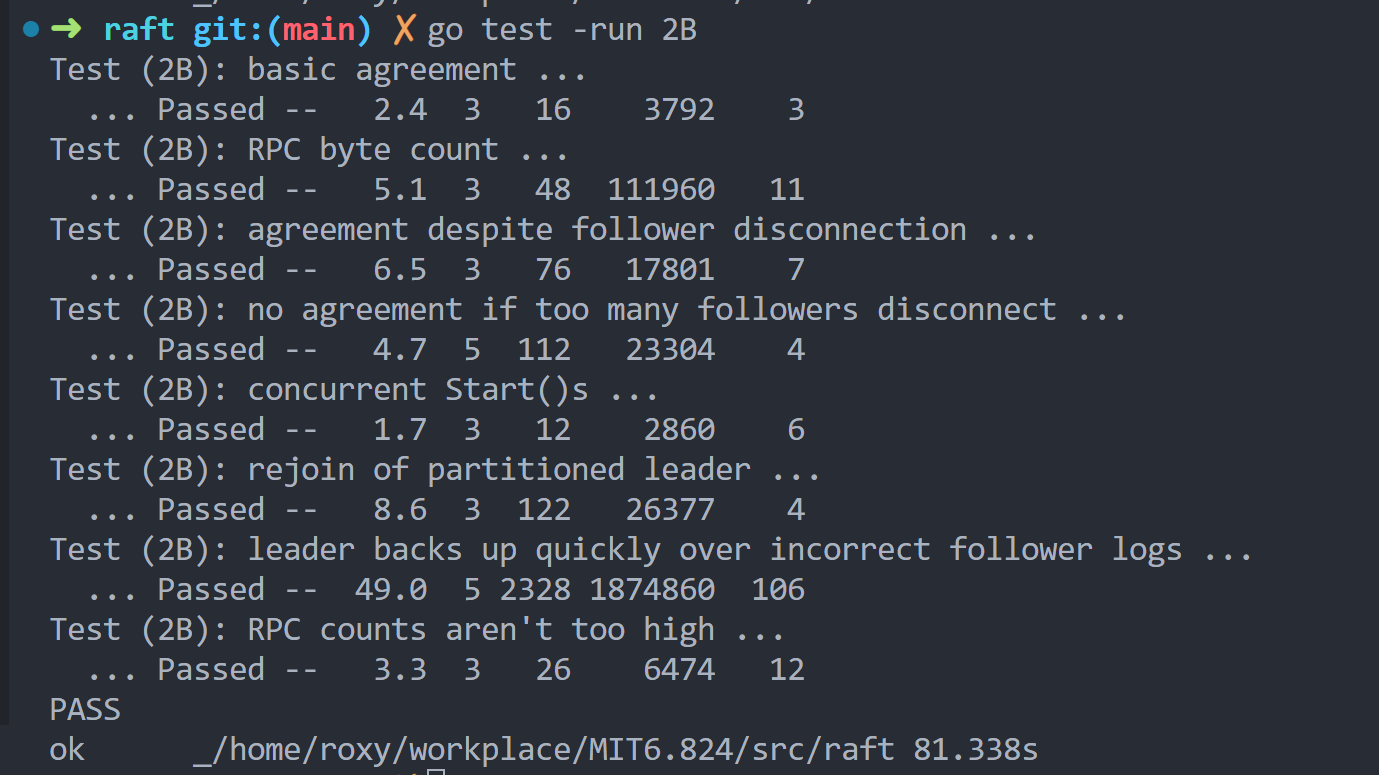 ➜ raft git:(main) ✗ go test -run 2B
Test (2B): basic agreement ...
  ... Passed --   2.4  3   16    3792    3
Test (2B): RPC byte count ...
  ... Passed --   5.1  3   48  111960   11
Test (2B): agreement despite follower disconnection ...
  ... Passed --   6.5  3   76   17801    7
Test (2B): no agreement if too many followers disconnect ...
  ... Passed --   4.7  5  112   23304    4
Test (2B): concurrent Start()s ...
  ... Passed --   1.7  3   12    2860    6
Test (2B): rejoin of partitioned leader ...
  ... Passed --   8.6  3  122   26377    4
Test (2B): leader backs up quickly over incorrect follower logs ...
  ... Passed --  49.0  5 2328 1874860  106
Test (2B): RPC counts aren't too high ...
  ... Passed --   3.3  3   26    6474   12
PASS
ok      _/home/roxy/workplace/MIT6.824/src/raft 81.338s